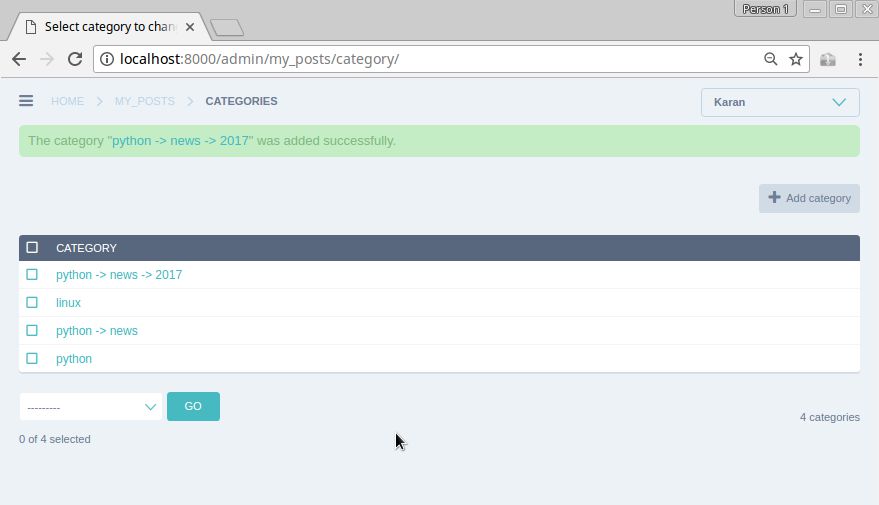 Person 1
Select category to chan
localhost:8000/admin/my_posts/category/
HOME > MY_POSTS > CATEGORIES
Karan
The category "python -> news -> 2017" was added successfully.
+ Add category
CATEGORY
python -> news -> 2017
linux
python -> news
python
---------
GO
4 categories
0 of 4 selected